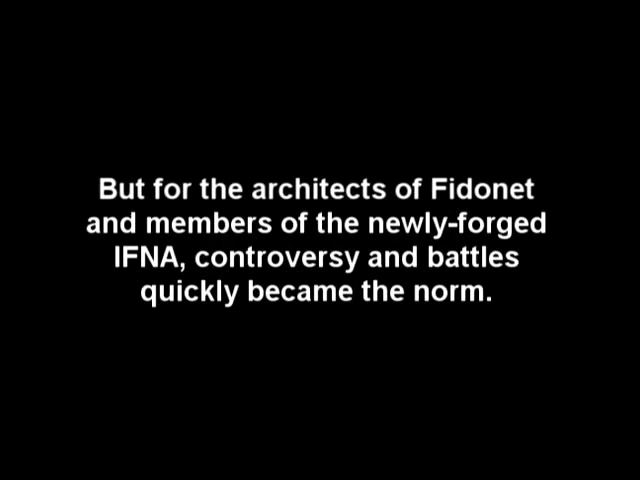 But for the architects of Fidonet
and members of the newly-forged
IFNA, controversy and battles
quickly became the norm.